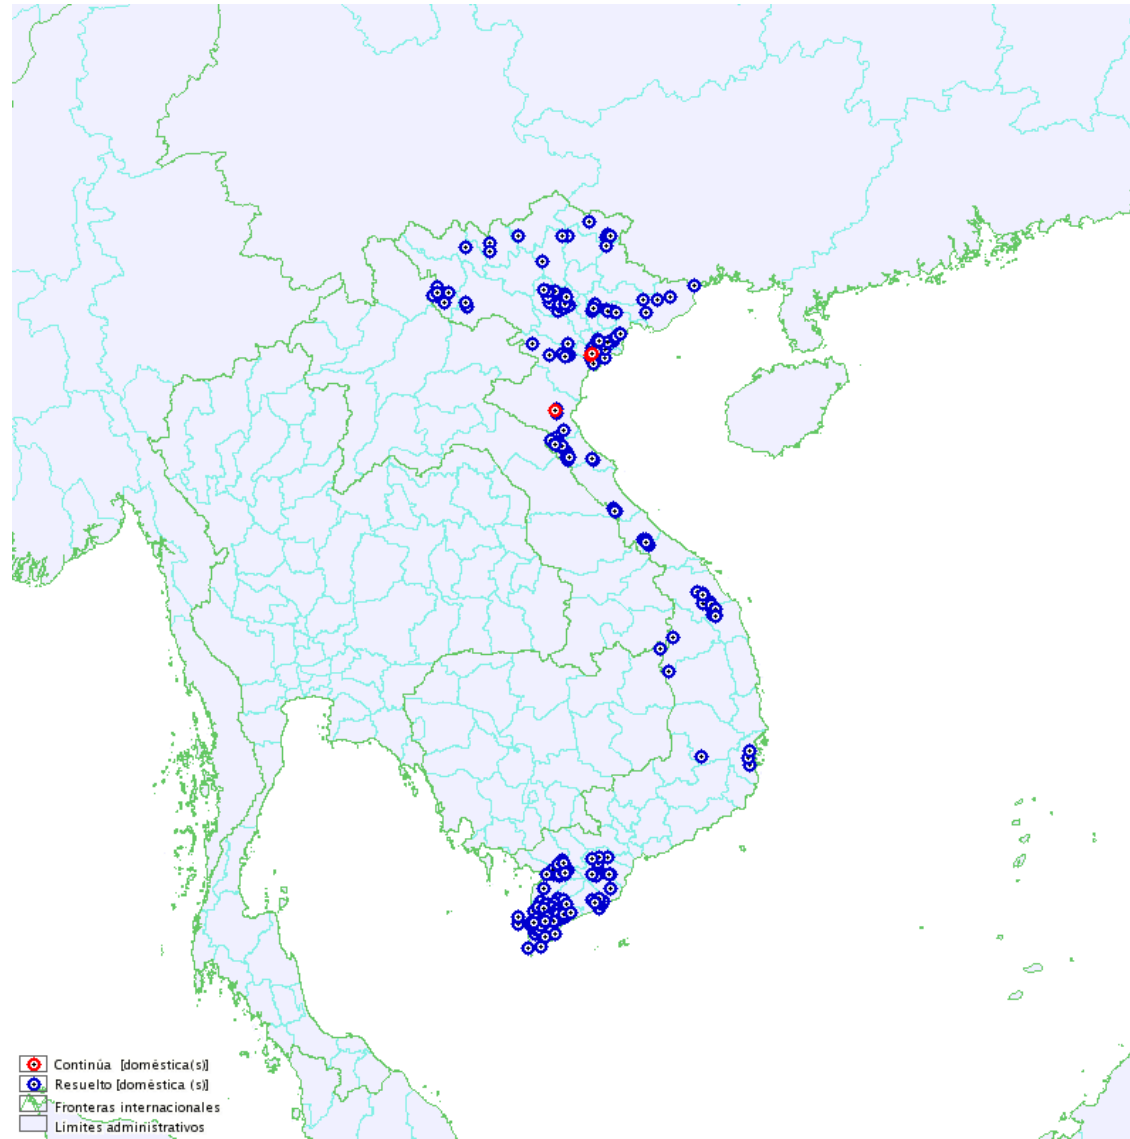 Continúa [doméstica(s)]
Resuelto [doméstica (s)]
Fronteras internacionales
Límites administrativos